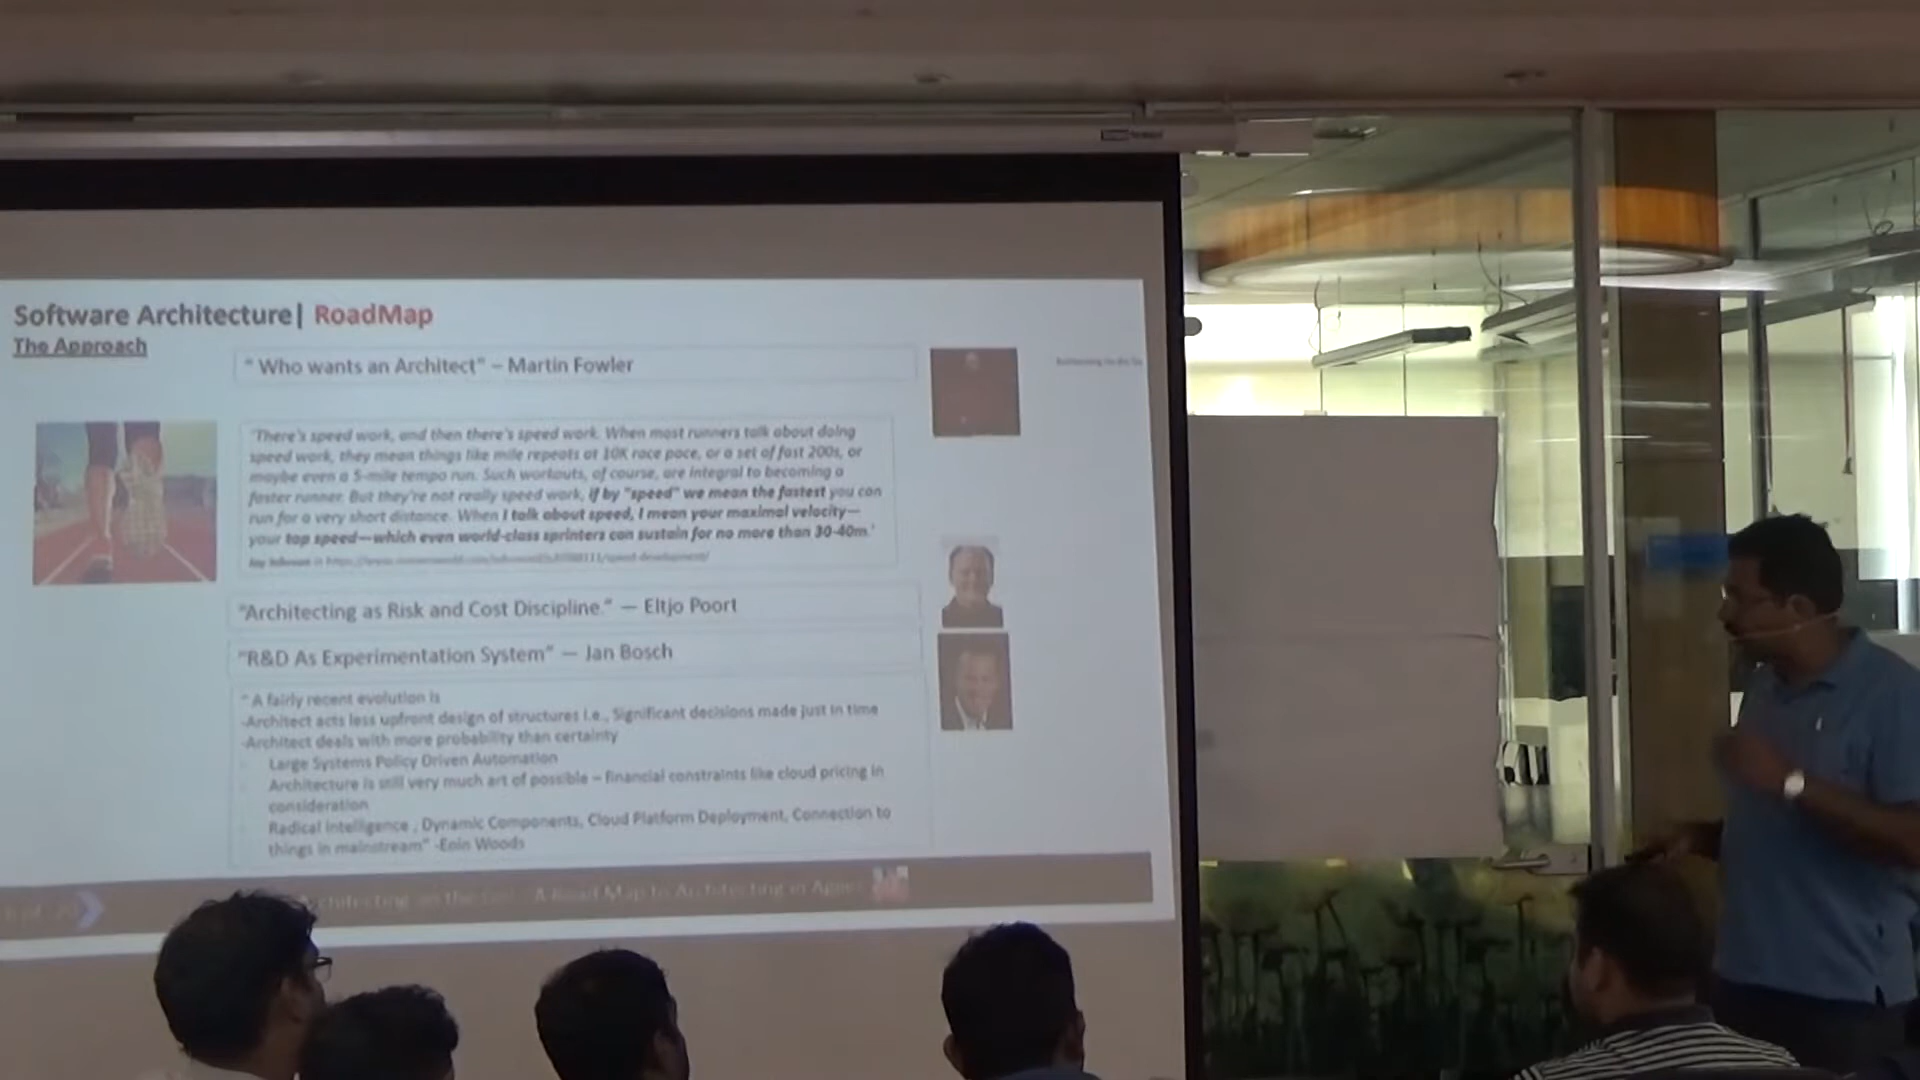 Software Architecture| RoadMap
The Approach
" Who wants an Architect" – Martin Fowler
'There's speed work, and then there's speed work. When most runners talk about doing
speed work, they mean things like mile repeats at 10K race pace, or a set of fast 200s, or
maybe even a 5-mile tempo run. Such workouts, of course, are integral to becoming a
faster runner. But they're not really speed work, if by "speed" we mean the fastest you can
run for a very short distance. When I talk about speed, I mean your maximal velocity—
your top speed—which even world-class sprinters can sustain for no more than 30-40m.'
"Architecting as Risk and Cost Discipline." — Eltjo Poort
"R&D As Experimentation System" — Jan Bosch
" A fairly recent evolution is
-Architect acts less upfront design of structures i.e., Significant decisions made just in time
-Architect deals with more probability than certainty
Large Systems Policy Driven Automation
Architecture is still very much art of possible – financial constraints like cloud pricing in
consideration
Radical Intelligence , Dynamic Components, Cloud Platform Deployment, Connection to
things in mainstream" -Eoin Woods
Architecting on the A Road Map to Architecting in